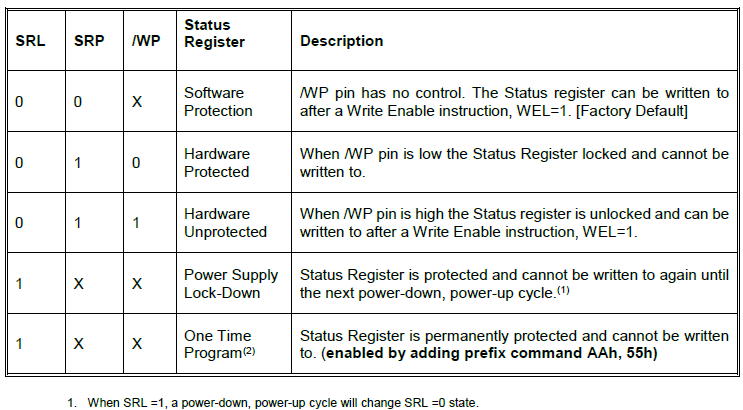 SRL SRP /WP Status Register Description
0 0 X Software Protection /WP pin has no control. The Status register can be written to
after a Write Enable instruction, WEL=1. [Factory Default]
0 1 0 Hardware Protected When /WP pin is low the Status Register locked and cannot be
written to.
0 1 1 Hardware Unprotected When /WP pin is high the Status register is unlocked and can be
written to after a Write Enable instruction, WEL=1.
1 X X Power Supply Lock-Down Status Register is protected and cannot be written to again until
the next power-down, power-up cycle.(1)
1 X X One Time Program(2) Status Register is permanently protected and cannot be written
to. (enabled by adding prefix command AAh, 55h)
1. When SRL =1, a power-down, power-up cycle will change SRL =0 state.